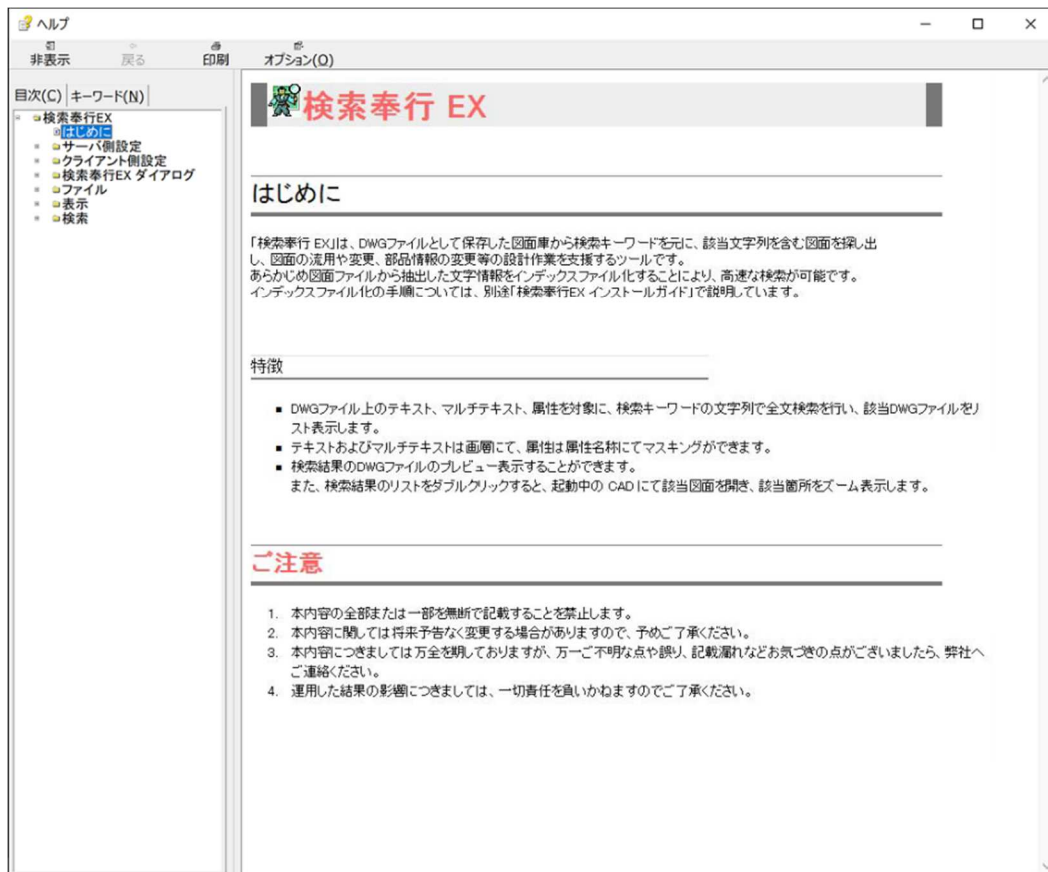 ヘルプ
非表示 戻る 印刷 オプション(O)
目次(C) キーワード(N)
検索奉行EX
はじめに
サーバ側設定
クライアント側設定
検索奉行EX ダイアログ
ファイル
表示
検索
検索奉行 EX
はじめに
「検索奉行 EX」は、DWGファイルとして保存した図面庫から検索キーワードを元に、該当文字列を含む図面を探し出
し、図面の流用や変更、部品情報の変更等の設計作業を支援するツールです。
あらかじめ図面ファイルから抽出した文字情報をインデックスファイル化することにより、高速な検索が可能です。
インデックスファイル化の手順については、別途「検索奉行EX インストールガイド」で説明しています。
特徴
■ DWGファイル上のテキスト、マルチテキスト、属性を対象に、検索キーワードの文字列で全文検索を行い、該当DWGファイルをリ
スト表示します。
■ テキストおよびマルチテキストは画層にて、属性は属性名称にてマスキングができます。
■ 検索結果のDWGファイルのプレビュー表示することができます。
また、検索結果のリストをダブルクリックすると、起動中の CAD にて該当図面を開き、該当箇所をズーム表示します。
ご注意
1. 本内容の全部または一部を無断で記載することを禁止します。
2. 本内容に関しては将来予告なく変更する場合がありますので、予めご了承ください。
3. 本内容につきましては万全を期しておりますが、万一ご不明な点や誤り、記載漏れなどお気づきの点がございましたら、弊社へ
ご連絡ください。
4. 運用した結果の影響につきましては、一切責任を負いかねますのでご了承ください。